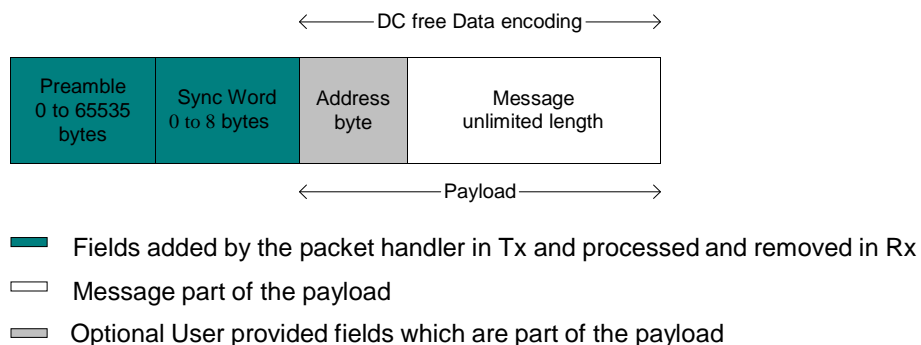 DC free Data encoding
Preamble
0 to 65535
bytes
Sync Word
0 to 8 bytes
Address
byte
Message
unlimited length
Payload
Fields added by the packet handler in Tx and processed and removed in Rx
Message part of the payload
Optional User provided fields which are part of the payload